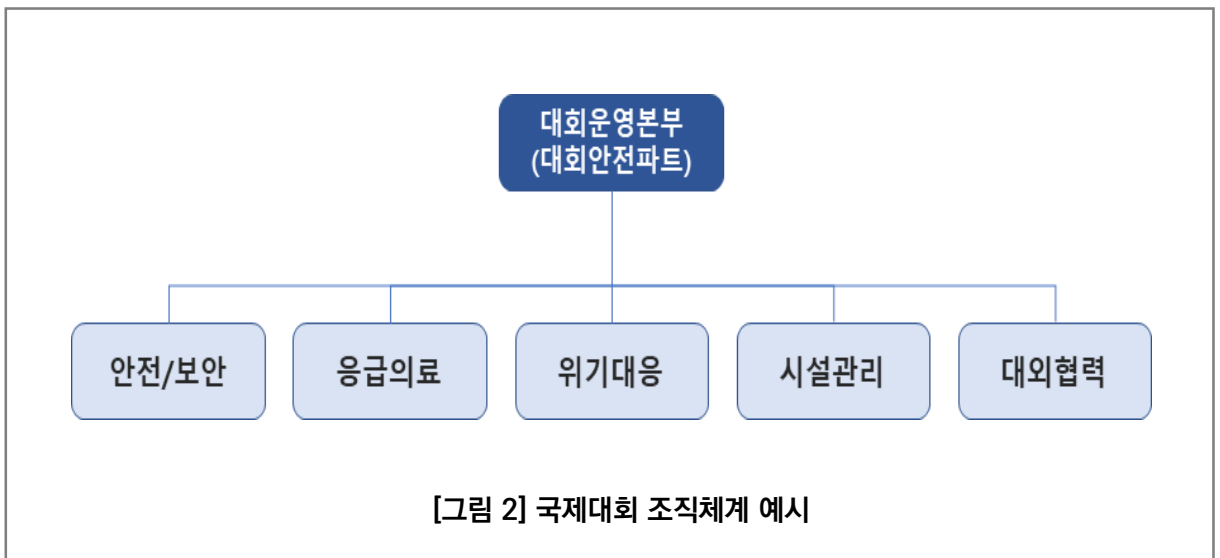 대회운영본부
(대회안전파트)
안전/보안
응급의료
위기대응
시설관리
대외협력
[그림 2] 국제대회 조직체계 예시